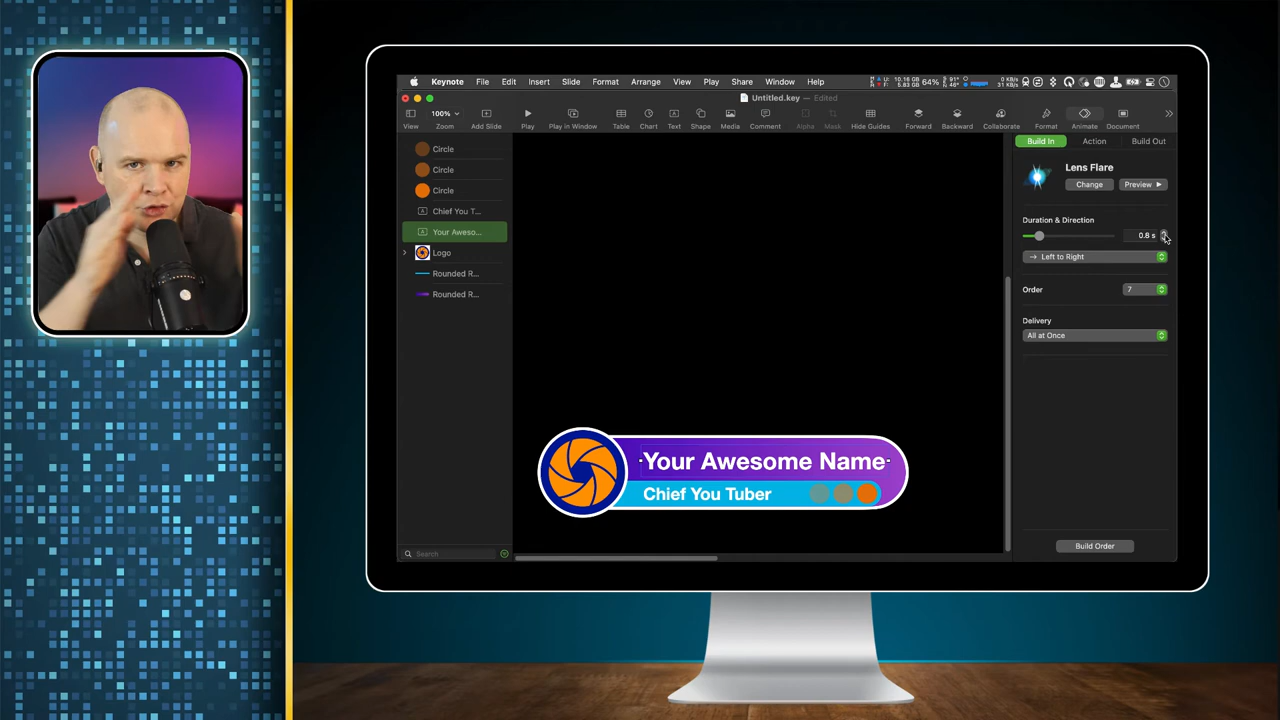 Keynote File Edit Insert Slide Format Arrange View Play Share Window Help
64%
Untitled.key — Edited
100%
View Zoom Add Slide Play Play in Window Table Chart Text Shape Media Comment Alpha Mask Hide Guides Forward Backward Collaborate Format Animate Document
Build In Action Build Out
Circle
Circle
Circle
Chief You T...
Your Aweso...
Logo
Rounded R...
Rounded R...
Search
Your Awesome Name
Chief You Tuber
Lens Flare
Change Preview
Duration & Direction
0.8 s
Left to Right
Order 7
Delivery
All at Once
Build Order